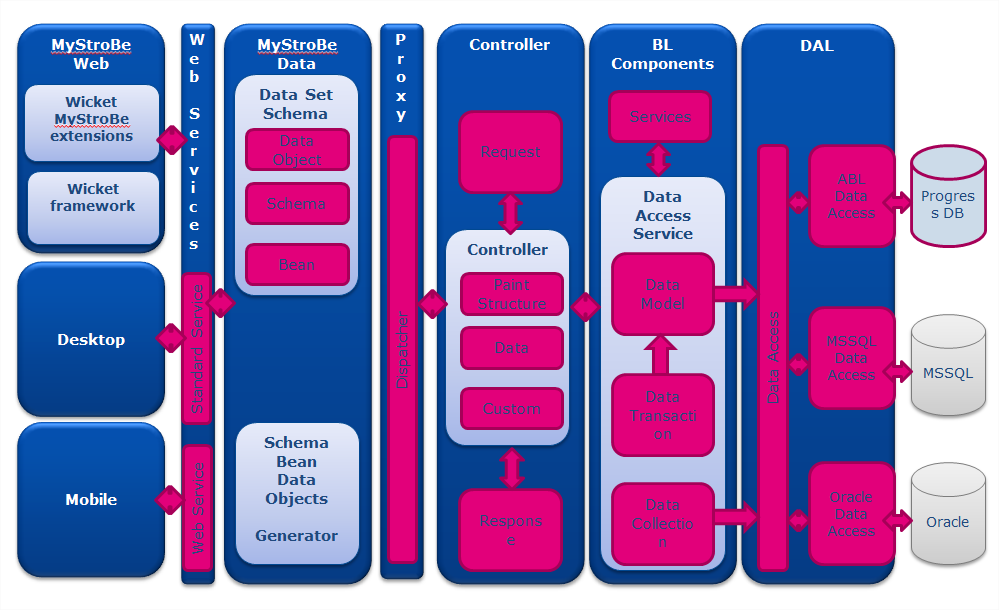 MyStroBe
Web
Wicket
MyStroBe
extensions
Wicket
framework
Desktop
Mobile
W
e
b
S
e
r
v
i
c
e
s
Standard Service
Web Service
MyStroBe
Data
Data Set
Schema
Data
Object
Schema
Bean
Schema
Bean
Data
Objects
Generator
P
r
o
x
y
Dispatcher
Controller
Request
Controller
Paint
Structure
Data
Custom
Respons
e
BL
Components
Services
Data
Access
Service
Data
Model
Data
Transacti
on
Data
Collectio
n
DAL
Data Access
ABL
Data
Access
MSSQL
Data
Access
Oracle
Data
Access
Progres
s DB
MSSQL
Oracle